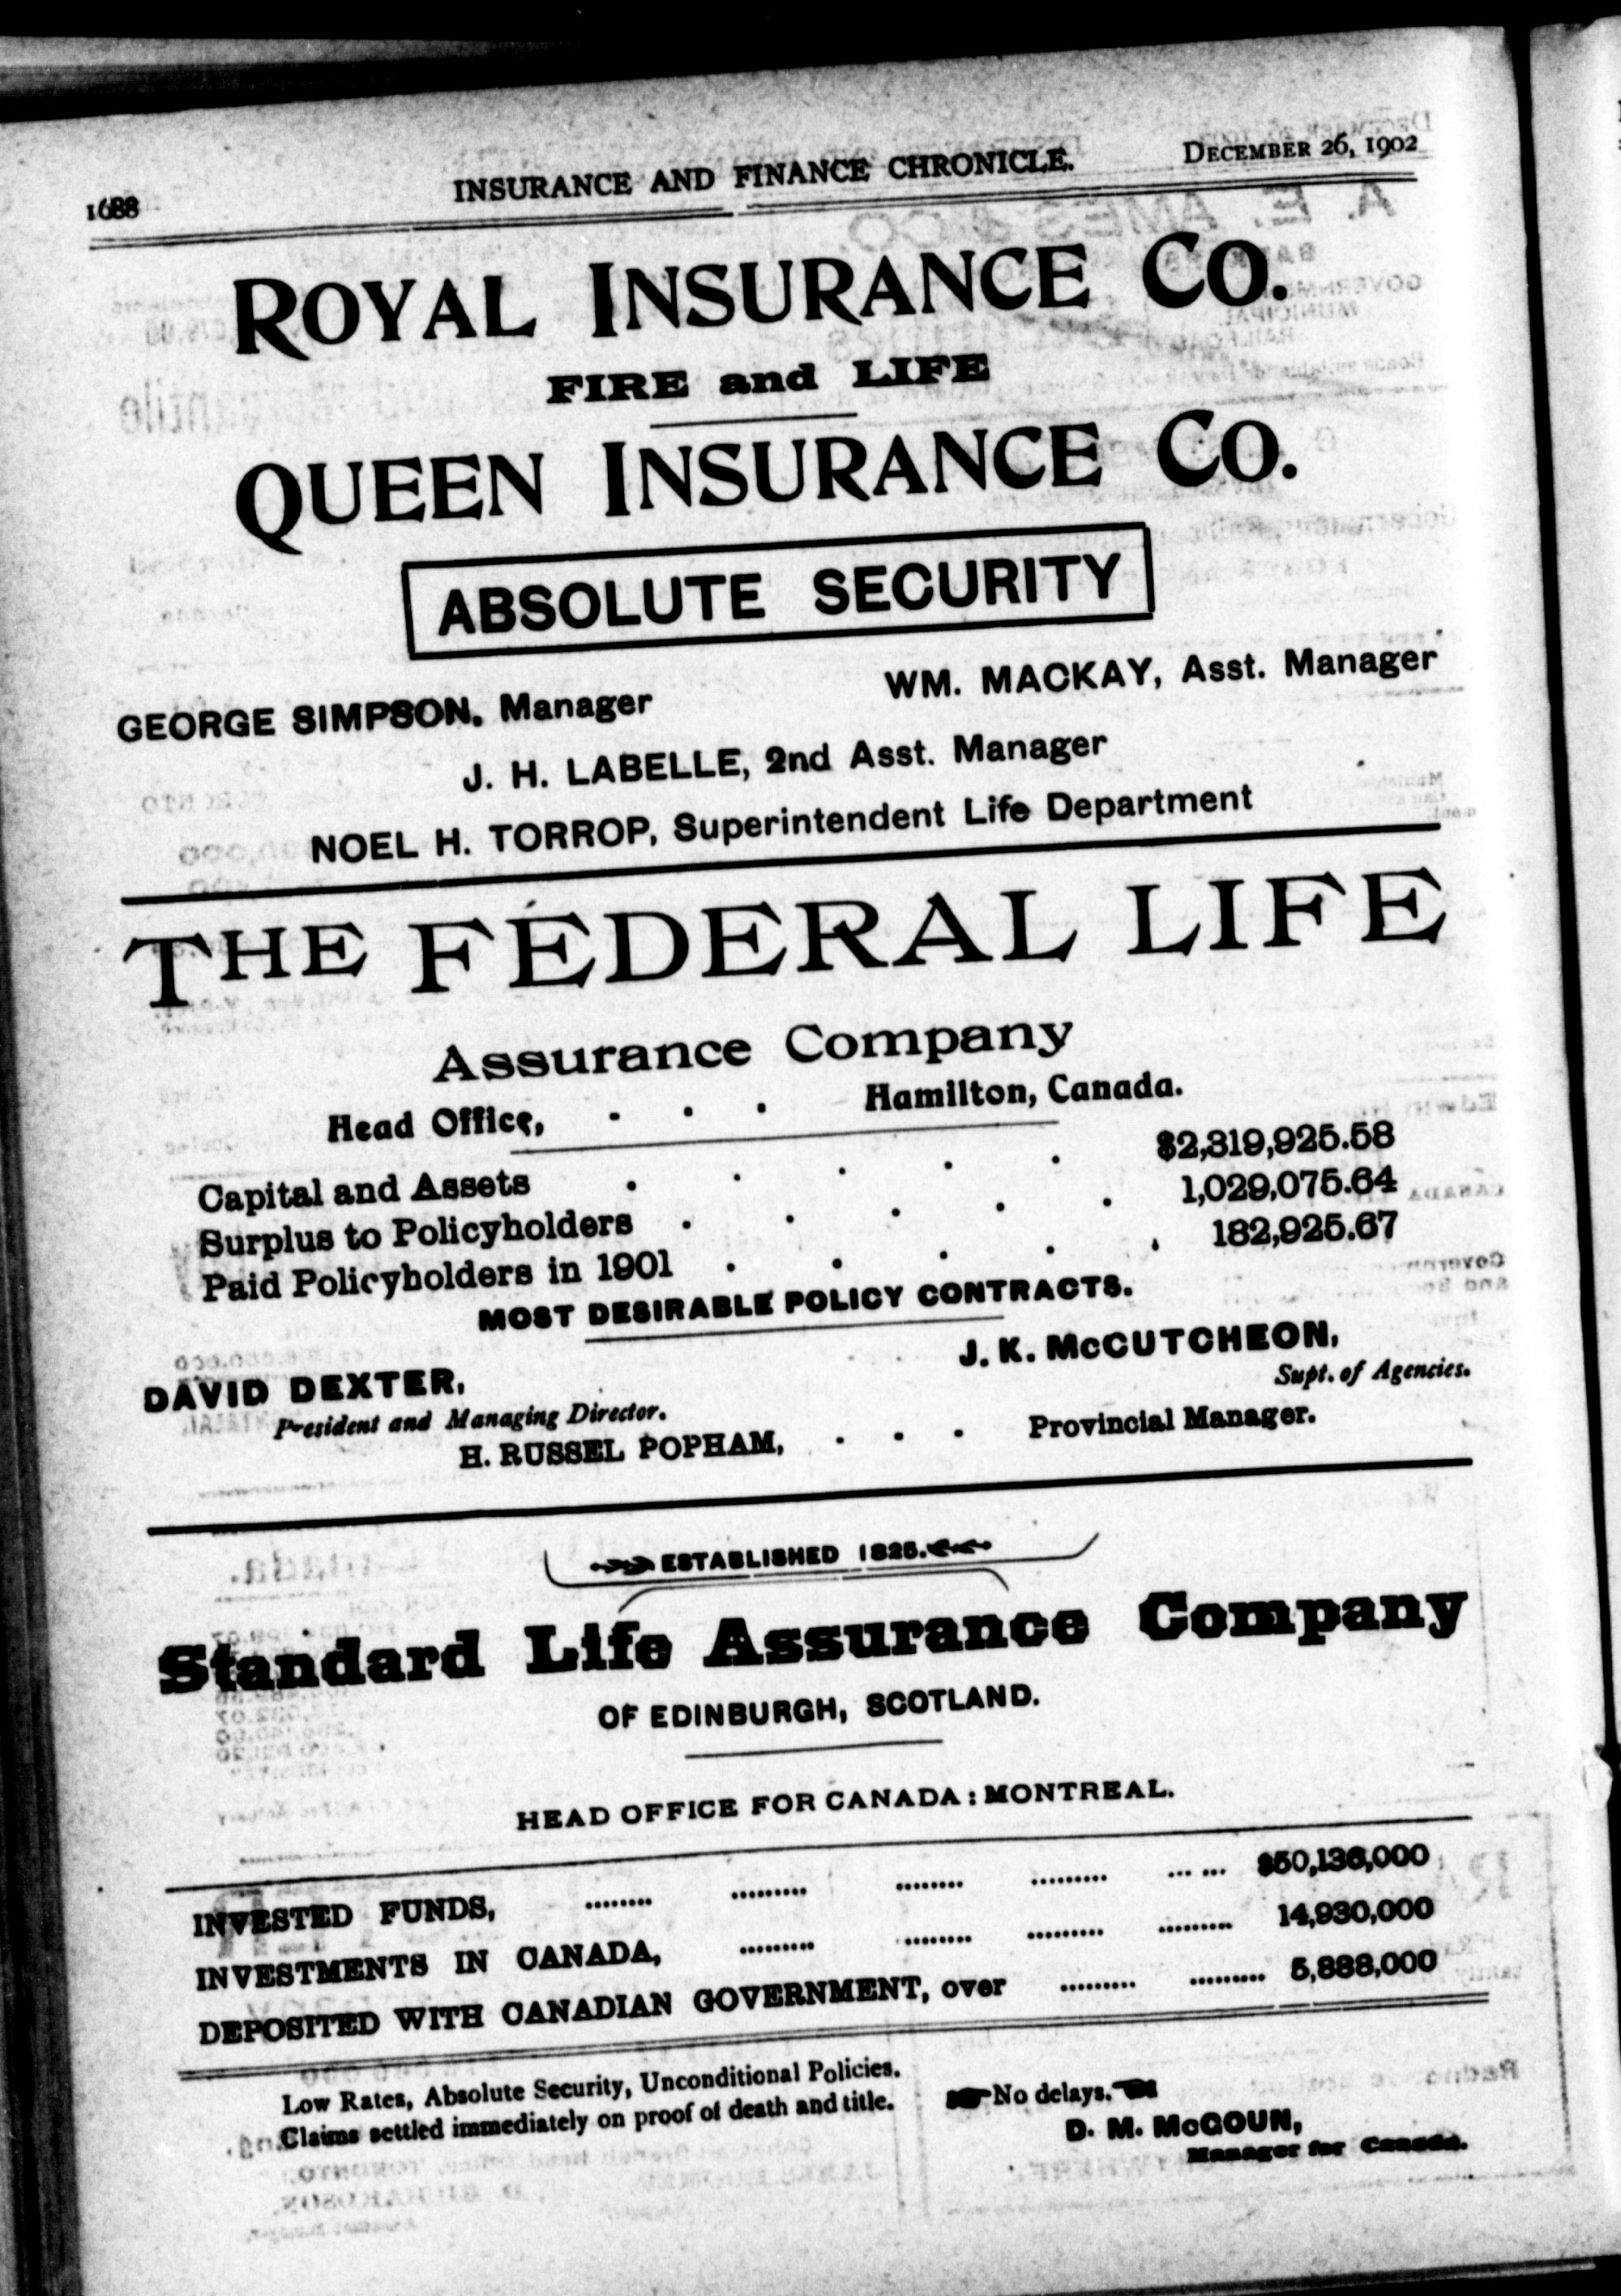 1688 INSURANCE AND FINANCE CHRONICLE. DECEMBER 26, 1902
ROYAL INSURANCE CO.
FIRE and LIFE
QUEEN INSURANCE CO.
ABSOLUTE SECURITY
GEORGE SIMPSON, Manager WM. MACKAY, Asst. Manager
J. H. LABELLE, 2nd Asst. Manager
NOEL H. TORROP, Superintendent Life Department
THE FEDERAL LIFE
Assurance Company
Head Office, - - - Hamilton, Canada.
Capital and Assets . . . . . $2,319,925.58
Surplus to Policyholders . . . . . 1,029,075.64
Paid Policyholders in 1901 . . . . . 182,925.67
MOST DESIRABLE POLICY CONTRACTS.
DAVID DEXTER, J. K. McCUTCHEON,
President and Managing Director. Supt. of Agencies.
H. RUSSEL POPHAM, - - - Provincial Manager.
ESTABLISHED 1825.
Standard Life Assurance Company
OF EDINBURGH, SCOTLAND.
HEAD OFFICE FOR CANADA : MONTREAL.
INVESTED FUNDS, ........ ......... ........ ......... ... ... $50,136,000
INVESTMENTS IN CANADA, ......... ........ ......... ......... 14,930,000
DEPOSITED WITH CANADIAN GOVERNMENT, over ......... ......... 5,888,000
Low Rates, Absolute Security, Unconditional Policies.
Claims settled immediately on proof of death and title. No delays.
D. M. McGOUN,
Manager for Canada.